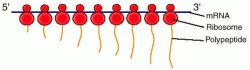 5' 3'
mRNA
Ribosome
Polypeptide